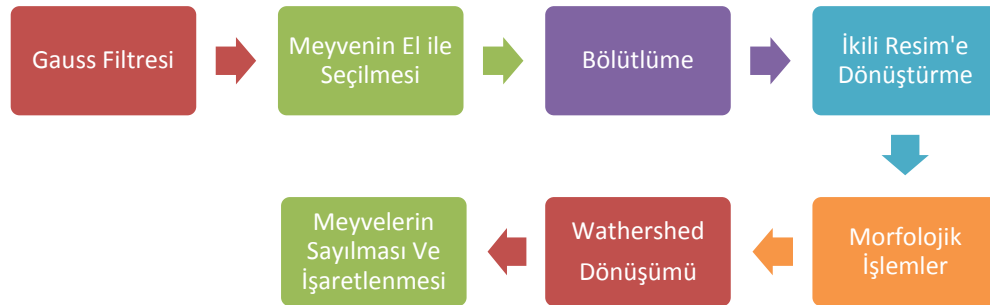 Gauss Filtresi
Meyvenin El ile
Seçilmesi
Bölütlüme
İkili Resim'e
Dönüştürme
Morfolojik
İşlemler
Wathershed
Dönüşümü
Meyvelerin
Sayılması Ve
İşaretlenmesi